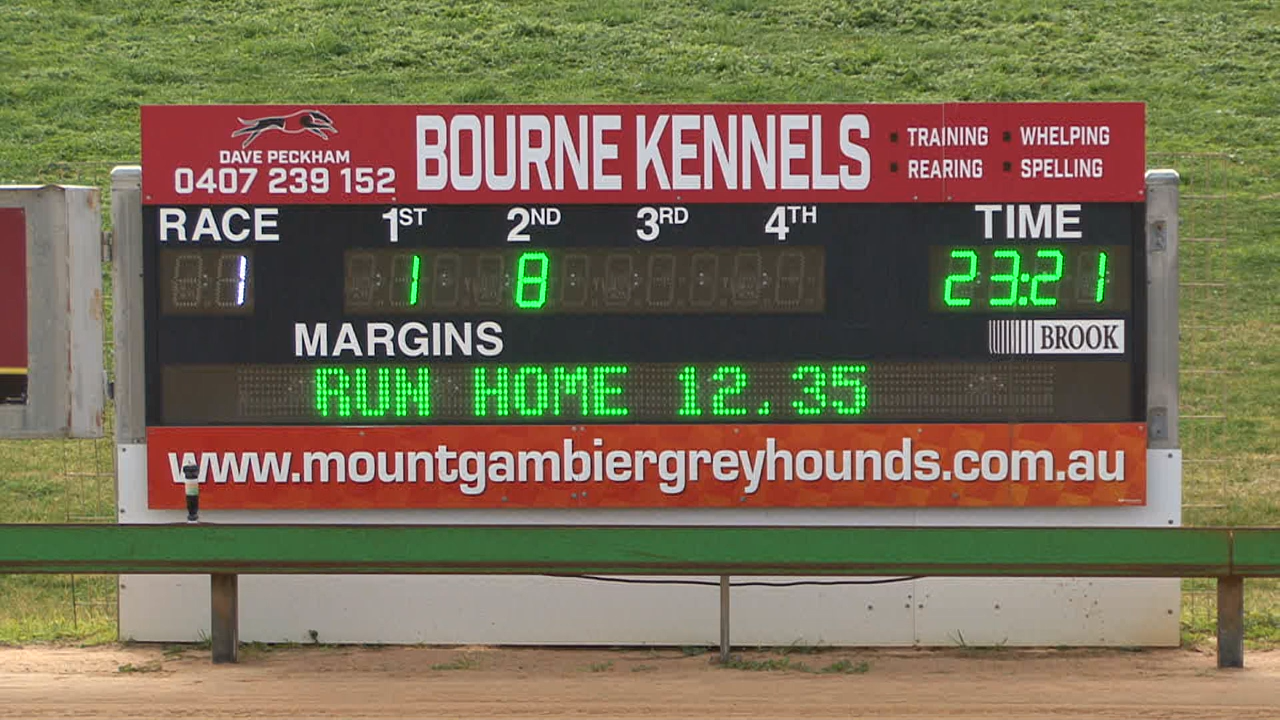 DAVE PECKHAM
0407 239 152
BOURNE KENNELS
TRAINING WHELPING
REARING SPELLING
RACE 1ST 2ND 3RD 4TH TIME
1 1 8 23:21
MARGINS BROOK
RUN HOME 12.35
www.mountgambiergreyhounds.com.au